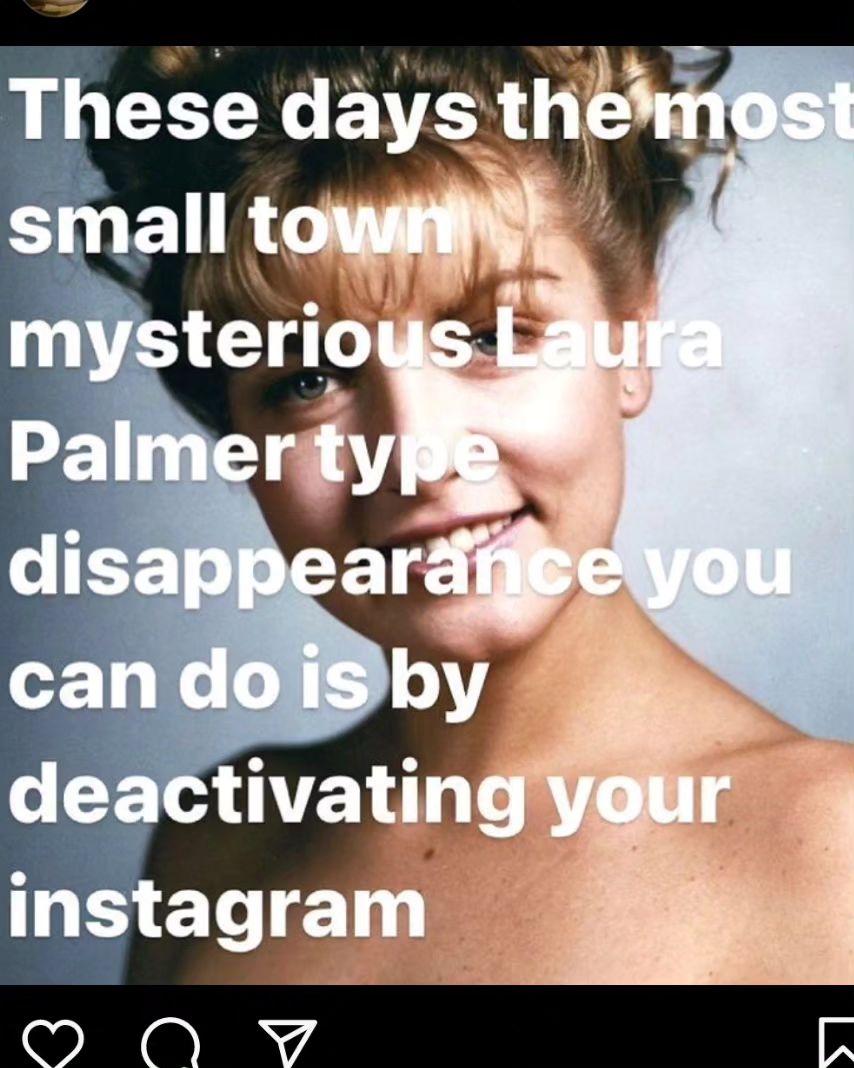 These days the most
small town
mysterious Laura
Palmer type
disappearance you
can do is by
deactivating your
instagram